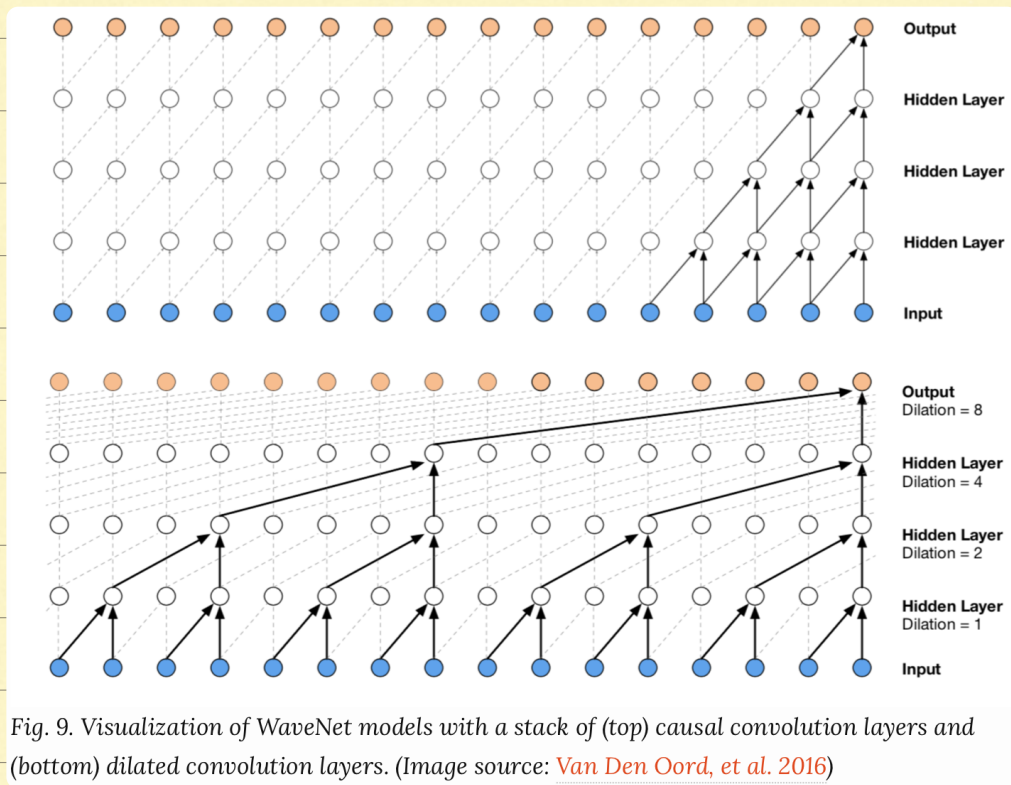 Output
Hidden Layer
Hidden Layer
Hidden Layer
Input
Output
Dilation = 8
Hidden Layer
Dilation = 4
Hidden Layer
Dilation = 2
Hidden Layer
Dilation = 1
Input
Fig. 9. Visualization of WaveNet models with a stack of (top) causal convolution layers and
(bottom) dilated convolution layers. (Image source: Van Den Oord, et al. 2016)